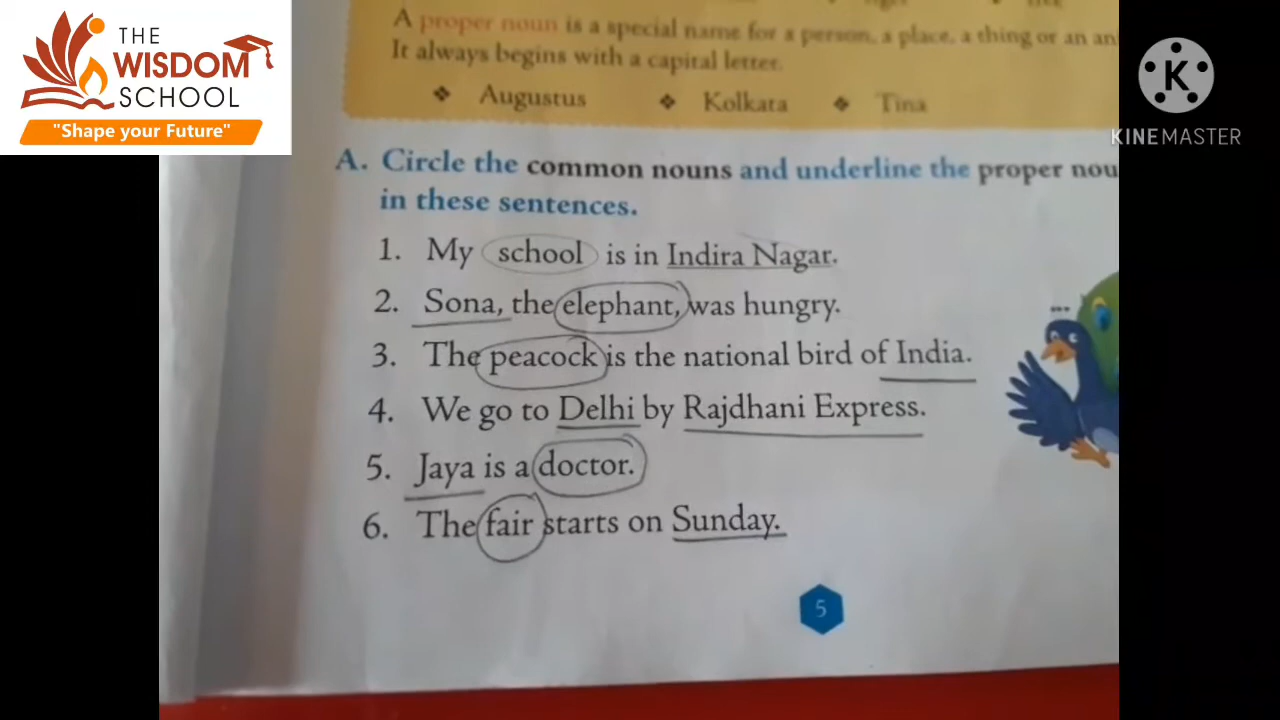 THE
WISDOM
SCHOOL
"Shape your Future"
KINEMASTER
A proper noun is a special name for a person, a place, a thing or an an
It always begins with a capital letter.
❖ Augustus ❖ Kolkata ❖ Tina
A. Circle the common nouns and underline the proper nou
in these sentences.
1. My school is in Indira Nagar.
2. Sona, the elephant, was hungry.
3. The peacock is the national bird of India.
4. We go to Delhi by Rajdhani Express.
5. Jaya is a doctor.
6. The fair starts on Sunday.
5